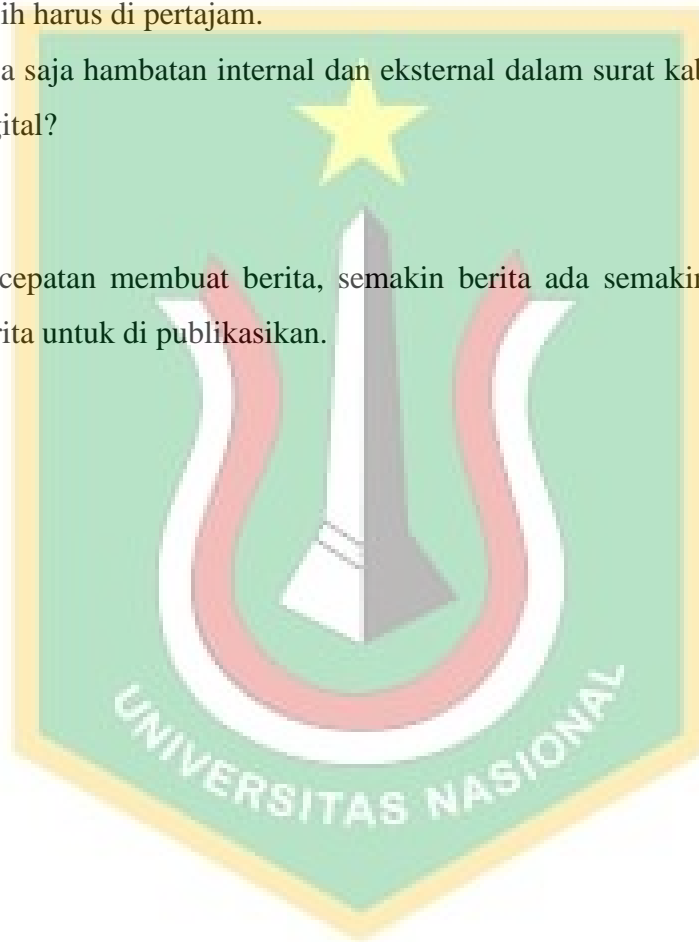 ih harus di pertajam.
a saja hambatan internal dan eksternal dalam surat kab
gital?
cepatan membuat berita, semakin berita ada semakin
rita untuk di publikasikan.
UNIVERSITAS NASIONAL